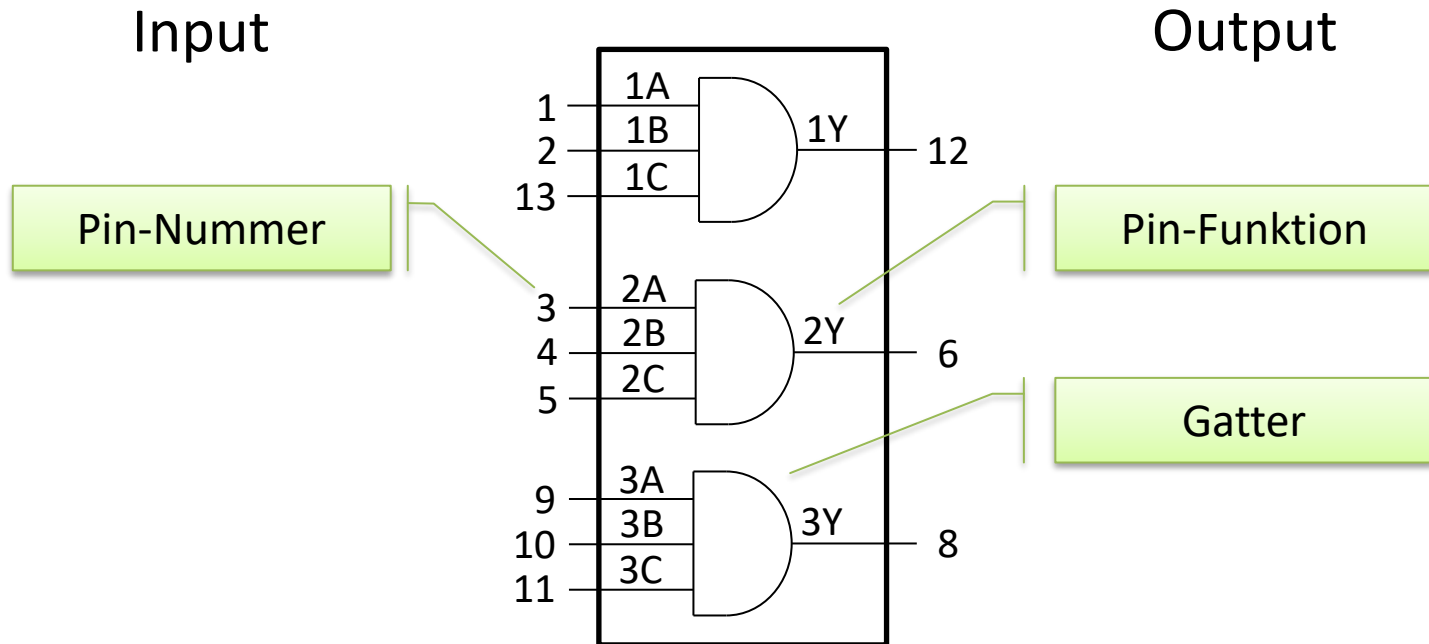 Input
Output
1
1A
2
1B
13
1C
1Y
12
Pin-Nummer
Pin-Funktion
3
2A
4
2B
5
2C
2Y
6
Gatter
9
3A
10
3B
11
3C
3Y
8